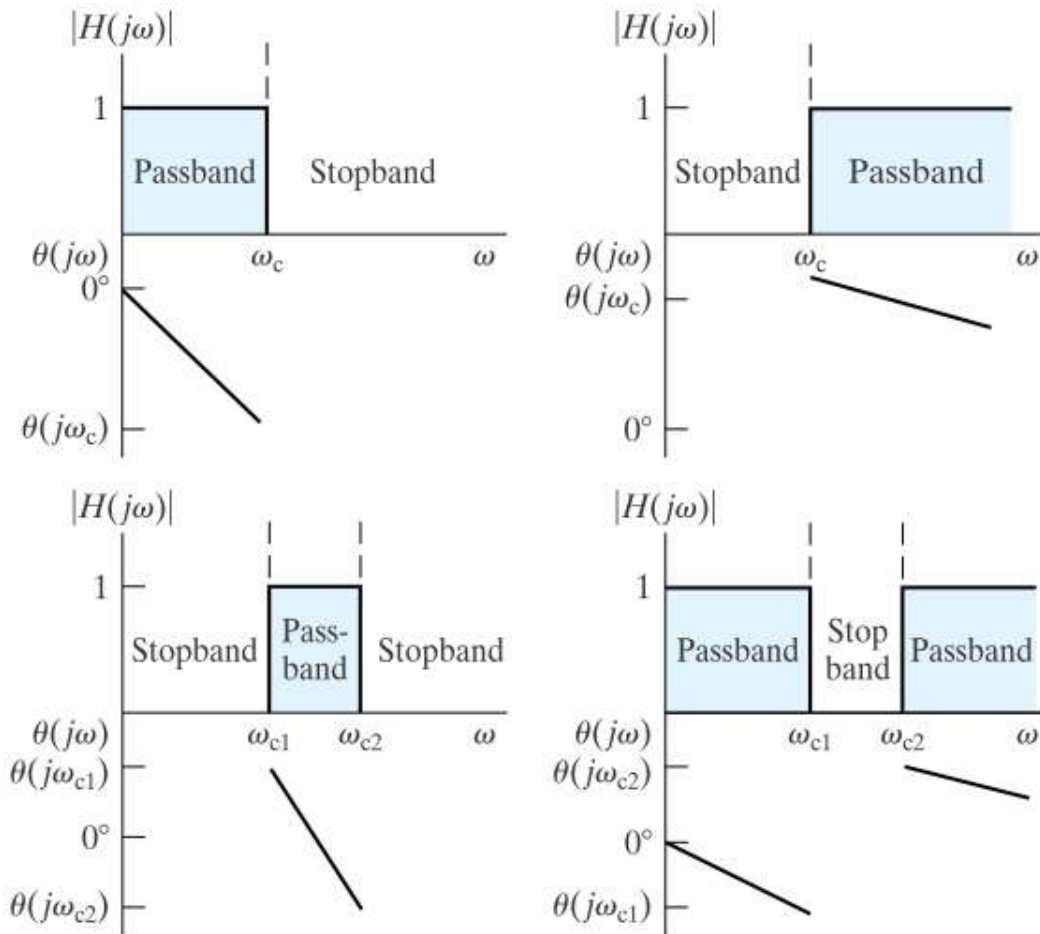 |H(jω)|
1
Passband
Stopband
θ(jω)
ω_c
ω
0°
θ(jω_c)
|H(jω)|
1
Stopband
Passband
θ(jω)
ω_c
ω
θ(jω_c)
0°
|H(jω)|
1
Stopband
Pass-
band
Stopband
θ(jω)
ω_c1
ω_c2
ω
θ(jω_c1)
0°
θ(jω_c2)
|H(jω)|
1
Passband
Stop
band
Passband
θ(jω)
ω_c1
ω_c2
ω
θ(jω_c2)
0°
θ(jω_c1)